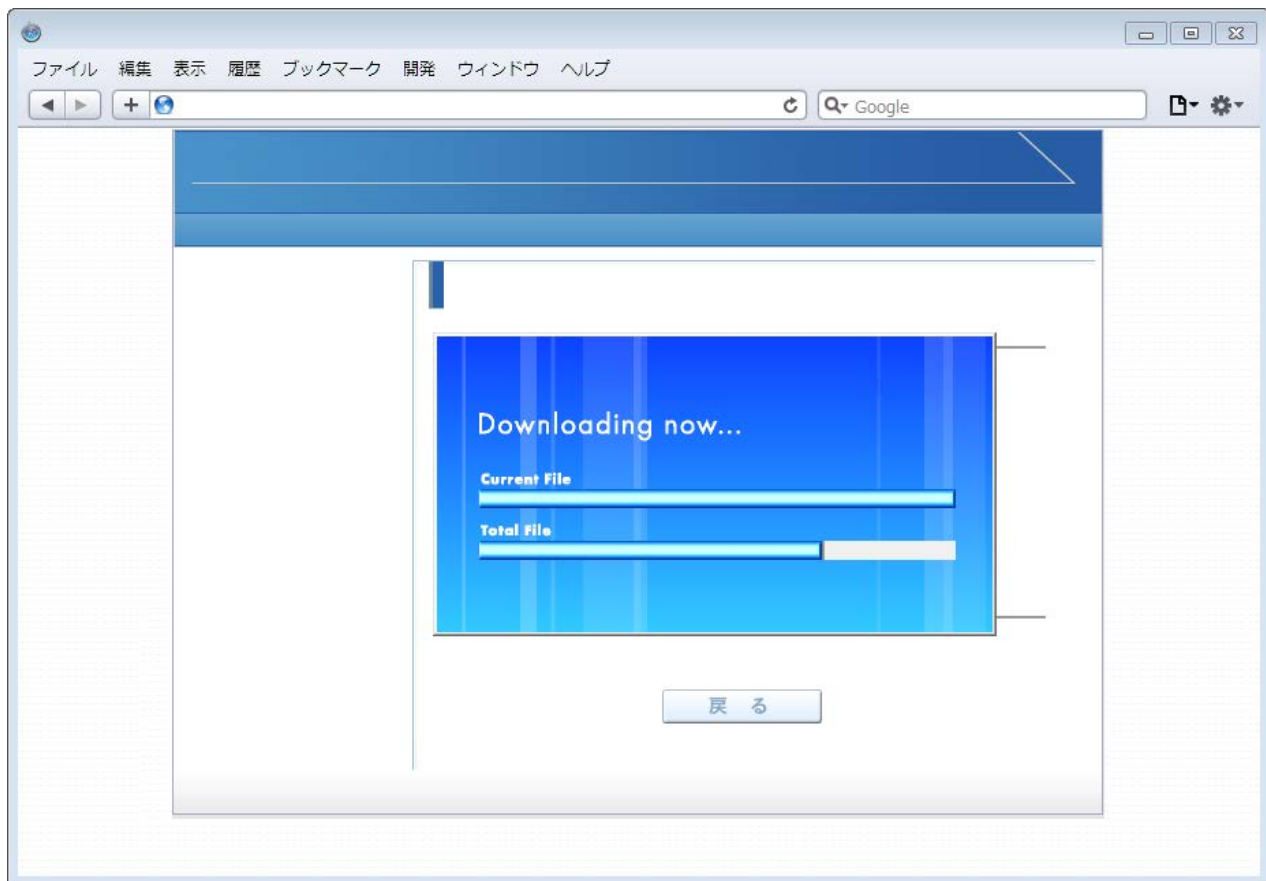 ファイル 編集 表示 履歴 ブックマーク 開発 ウィンドウ ヘルプ
Google
Downloading now...
Current File
Total File
戻 る